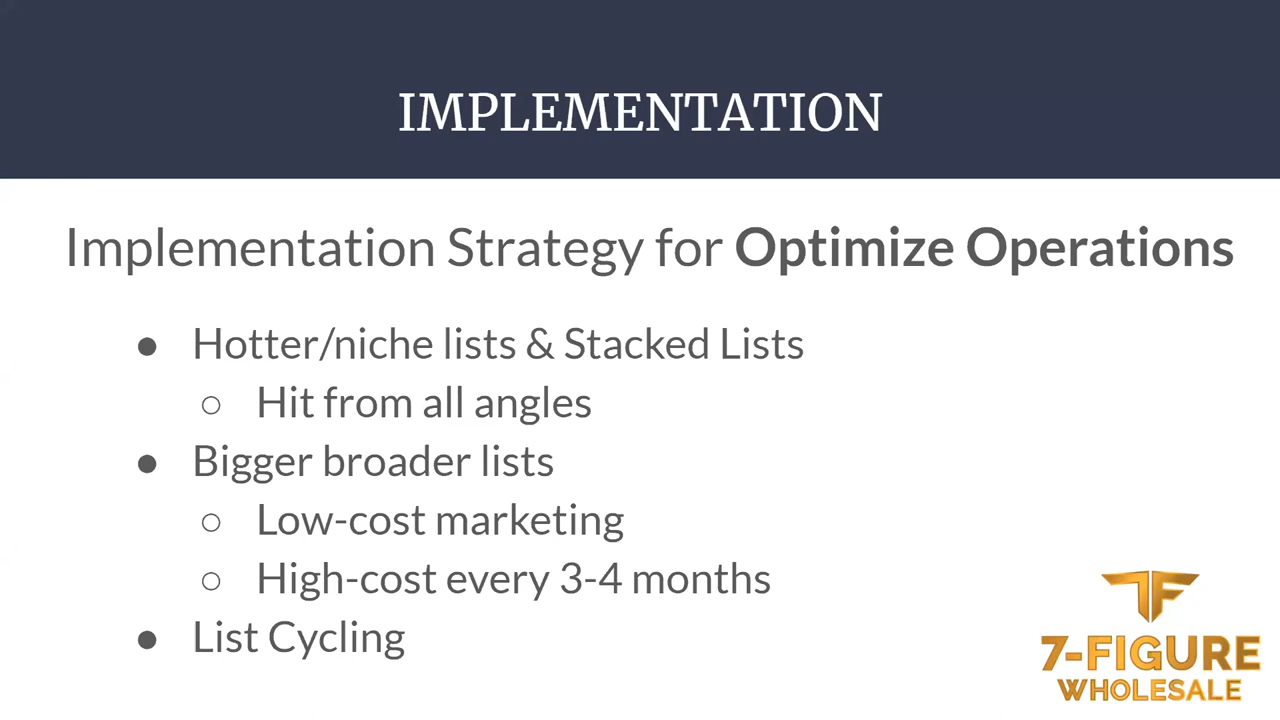 IMPLEMENTATION
Implementation Strategy for Optimize Operations
● Hotter/niche lists & Stacked Lists
○ Hit from all angles
● Bigger broader lists
○ Low-cost marketing
○ High-cost every 3-4 months
● List Cycling
TF
7-FIGURE
WHOLESALE